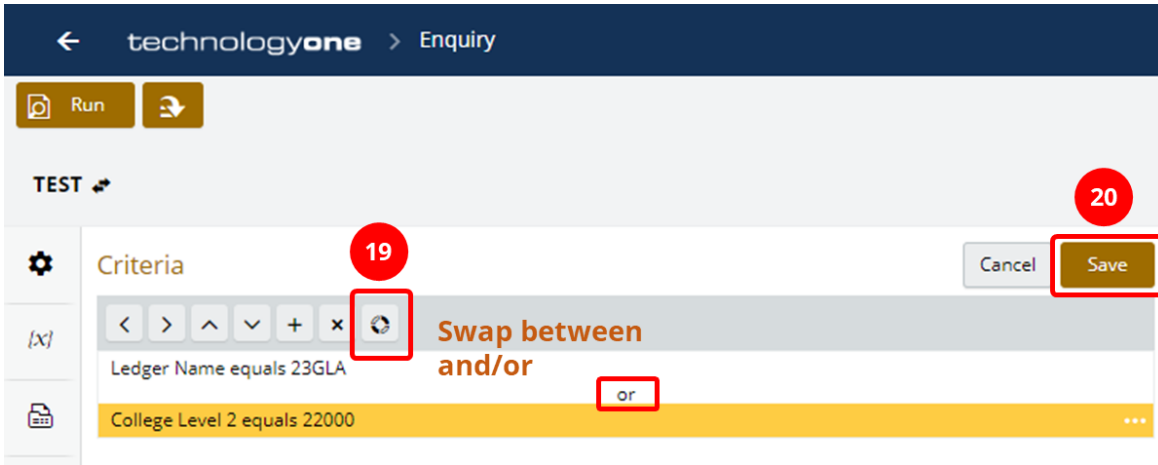 technologyone > Enquiry
Run
TEST
20
19
Criteria
Cancel
Save
{x}
Swap between
and/or
Ledger Name equals 23GLA
or
College Level 2 equals 22000